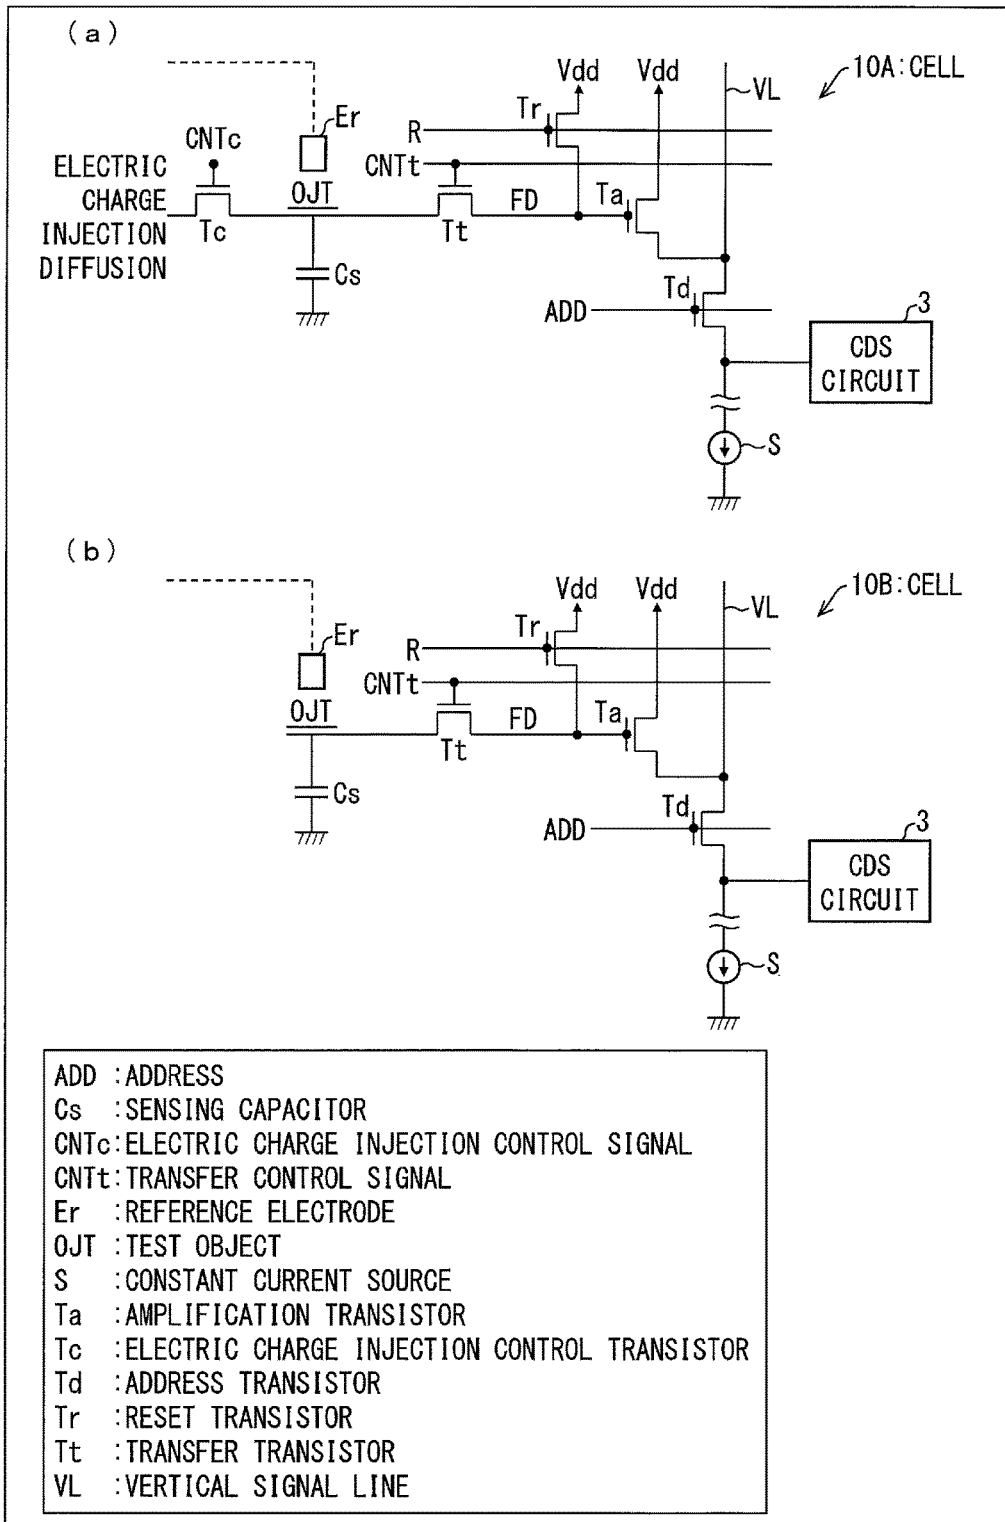 (a)
Vdd
Vdd
VL
10A:CELL
Er
Tr
R
CNTc
CNTt
ELECTRIC
CHARGE
INJECTION
DIFFUSION
Tc
OJT
Tt
FD
Ta
Cs
Td
ADD
3
CDS
CIRCUIT
S
(b)
Vdd
Vdd
VL
10B:CELL
Er
Tr
R
CNTt
OJT
Tt
FD
Ta
Cs
Td
ADD
3
CDS
CIRCUIT
S
ADD :ADDRESS
Cs :SENSING CAPACITOR
CNTc:ELECTRIC CHARGE INJECTION CONTROL SIGNAL
CNTt:TRANSFER CONTROL SIGNAL
Er :REFERENCE ELECTRODE
OJT :TEST OBJECT
S :CONSTANT CURRENT SOURCE
Ta :AMPLIFICATION TRANSISTOR
Tc :ELECTRIC CHARGE INJECTION CONTROL TRANSISTOR
Td :ADDRESS TRANSISTOR
Tr :RESET TRANSISTOR
Tt :TRANSFER TRANSISTOR
VL :VERTICAL SIGNAL LINE